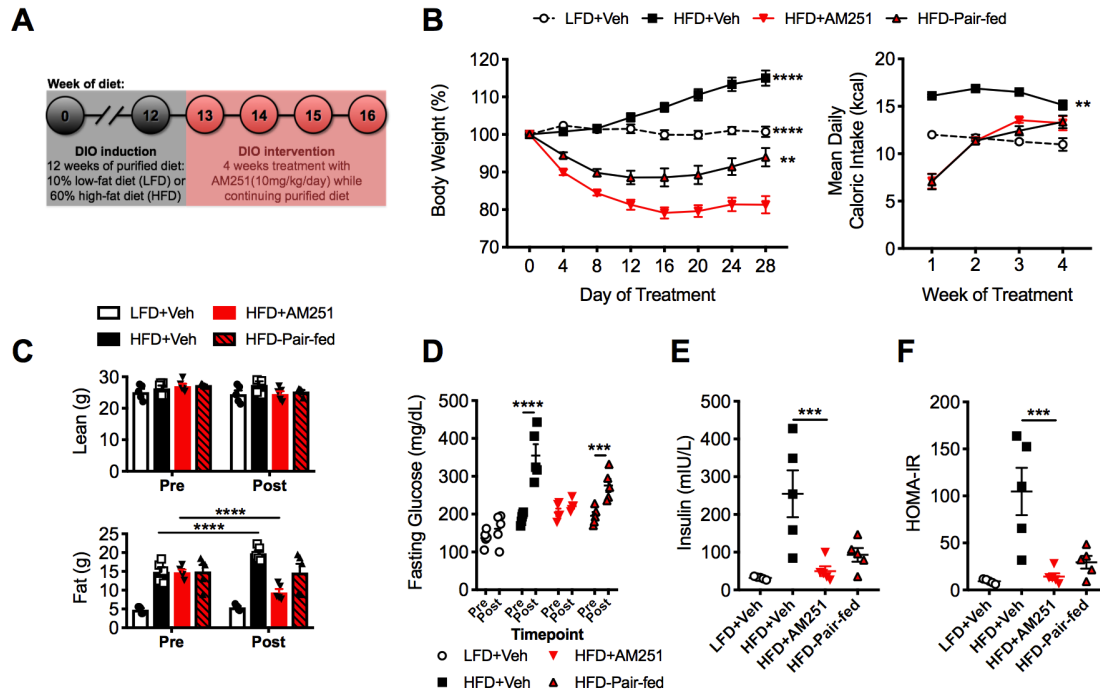 A
Week of diet:
0 12 13 14 15 16
DIO induction
12 weeks of purified diet:
10% low-fat diet (LFD) or
60% high-fat diet (HFD)
DIO intervention
4 weeks treatment with
AM251(10mg/kg/day) while
continuing purified diet
B
LFD+Veh HFD+Veh HFD+AM251 HFD-Pair-fed
Body Weight (%)
120
110
100
90
80
70
0 4 8 12 16 20 24 28
Day of Treatment
****
****
**
Mean Daily
Caloric Intake (kcal)
20
15
10
5
0
1 2 3 4
Week of Treatment
**
C
LFD+Veh HFD+AM251
HFD+Veh HFD-Pair-fed
Lean (g)
30
20
10
0
Pre Post
Fat (g)
25
20
15
10
5
0
****
****
Pre Post
D
Fasting Glucose (mg/dL)
500
400
300
200
100
0
****
***
Pre Post Pre Post Pre Post Pre Post
Timepoint
LFD+Veh HFD+AM251
HFD+Veh HFD-Pair-fed
E
Insulin (mIU/L)
500
400
300
200
100
0
***
LFD+Veh
HFD+Veh
HFD+AM251
HFD-Pair-fed
F
HOMA-IR
200
150
100
50
0
***
LFD+Veh
HFD+Veh
HFD+AM251
HFD-Pair-fed